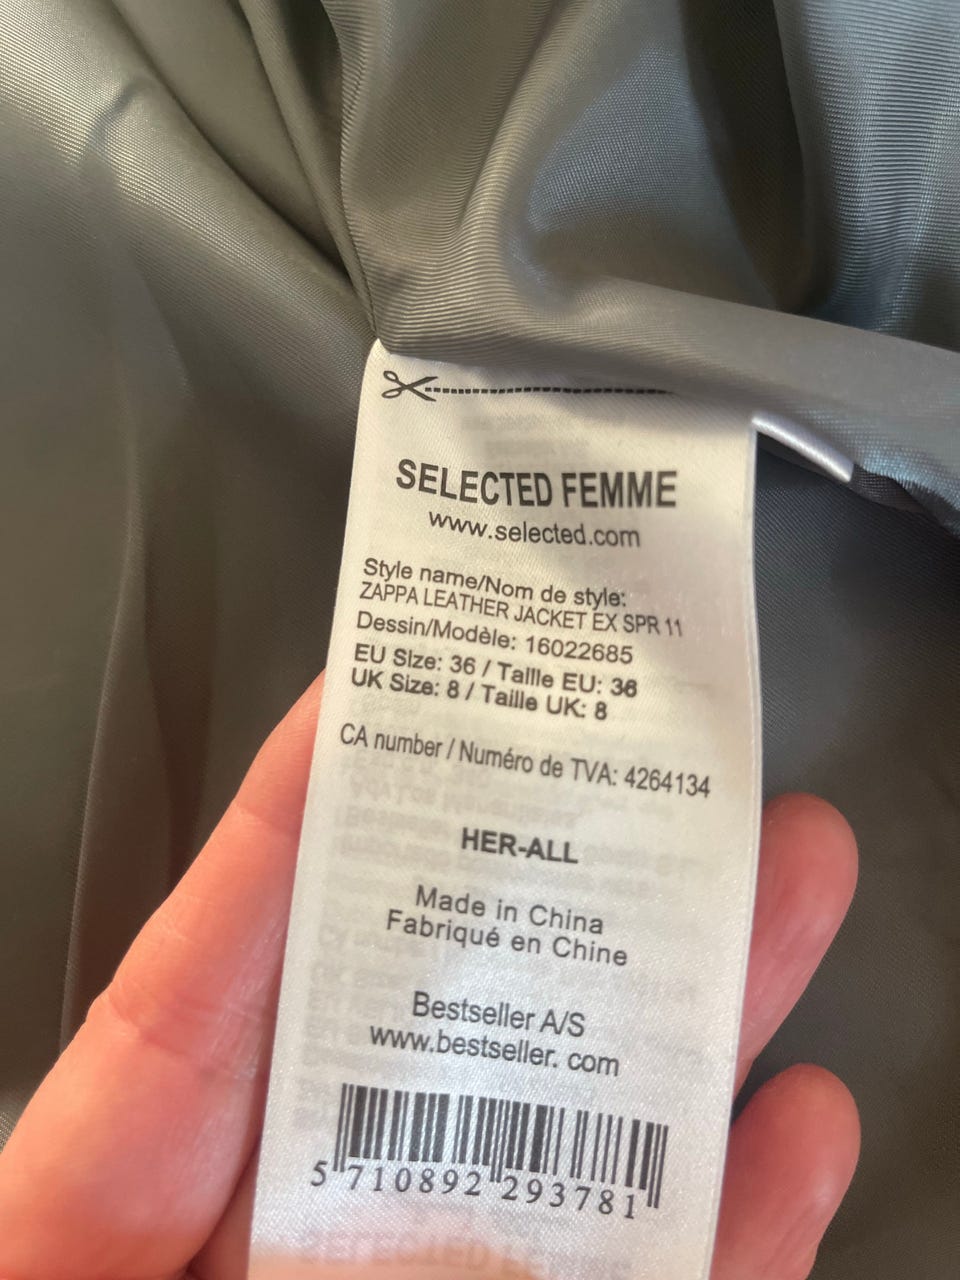 SELECTED FEMME
www.selected.com
Style name/Nom de style:
ZAPPA LEATHER JACKET EX SPR 11
Dessin/Modèle: 16022685
EU Size: 36 / Taille EU: 36
UK Size: 8 / Taille UK: 8
CA number / Numéro de TVA: 4264134
HER-ALL
Made in China
Fabriqué en Chine
Bestseller A/S
www.bestseller. com
5 710892 293781